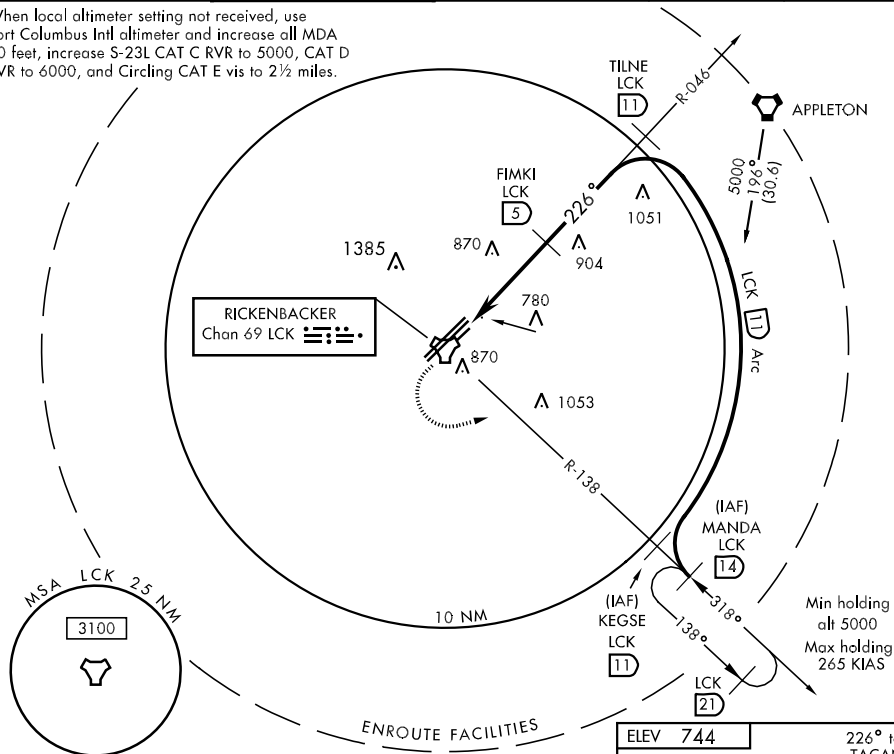 When local altimeter setting not received, use
ort Columbus Intl altimeter and increase all MDA
0 feet, increase S-23L CAT C RVR to 5000, CAT D
VR to 6000, and Circling CAT E vis to 2½ miles.
TILNE
LCK
11
R-046
APPLETON
5000
196°
(30.6)
FIMKI
LCK
5
226°
1051
904
870
1385
780
870
1053
RICKENBACKER
Chan 69 LCK
LCK
11
Arc
R-138
(IAF)
MANDA
LCK
14
(IAF)
KEGSE
LCK
11
318°
138°
LCK
21
Min holding
alt 5000
Max holding
265 KIAS
10 NM
MSA LCK 25 NM
3100
ENROUTE FACILITIES
ELEV 744
226° t